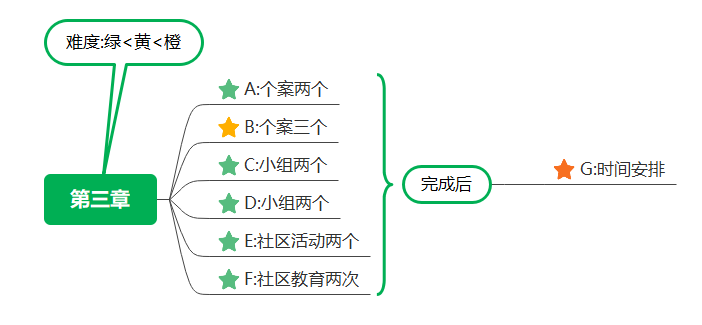 难度:绿<黄<橙
A:个案两个
B:个案三个
C:小组两个
D:小组两个
E:社区活动两个
F:社区教育两次
第三章
完成后
G:时间安排